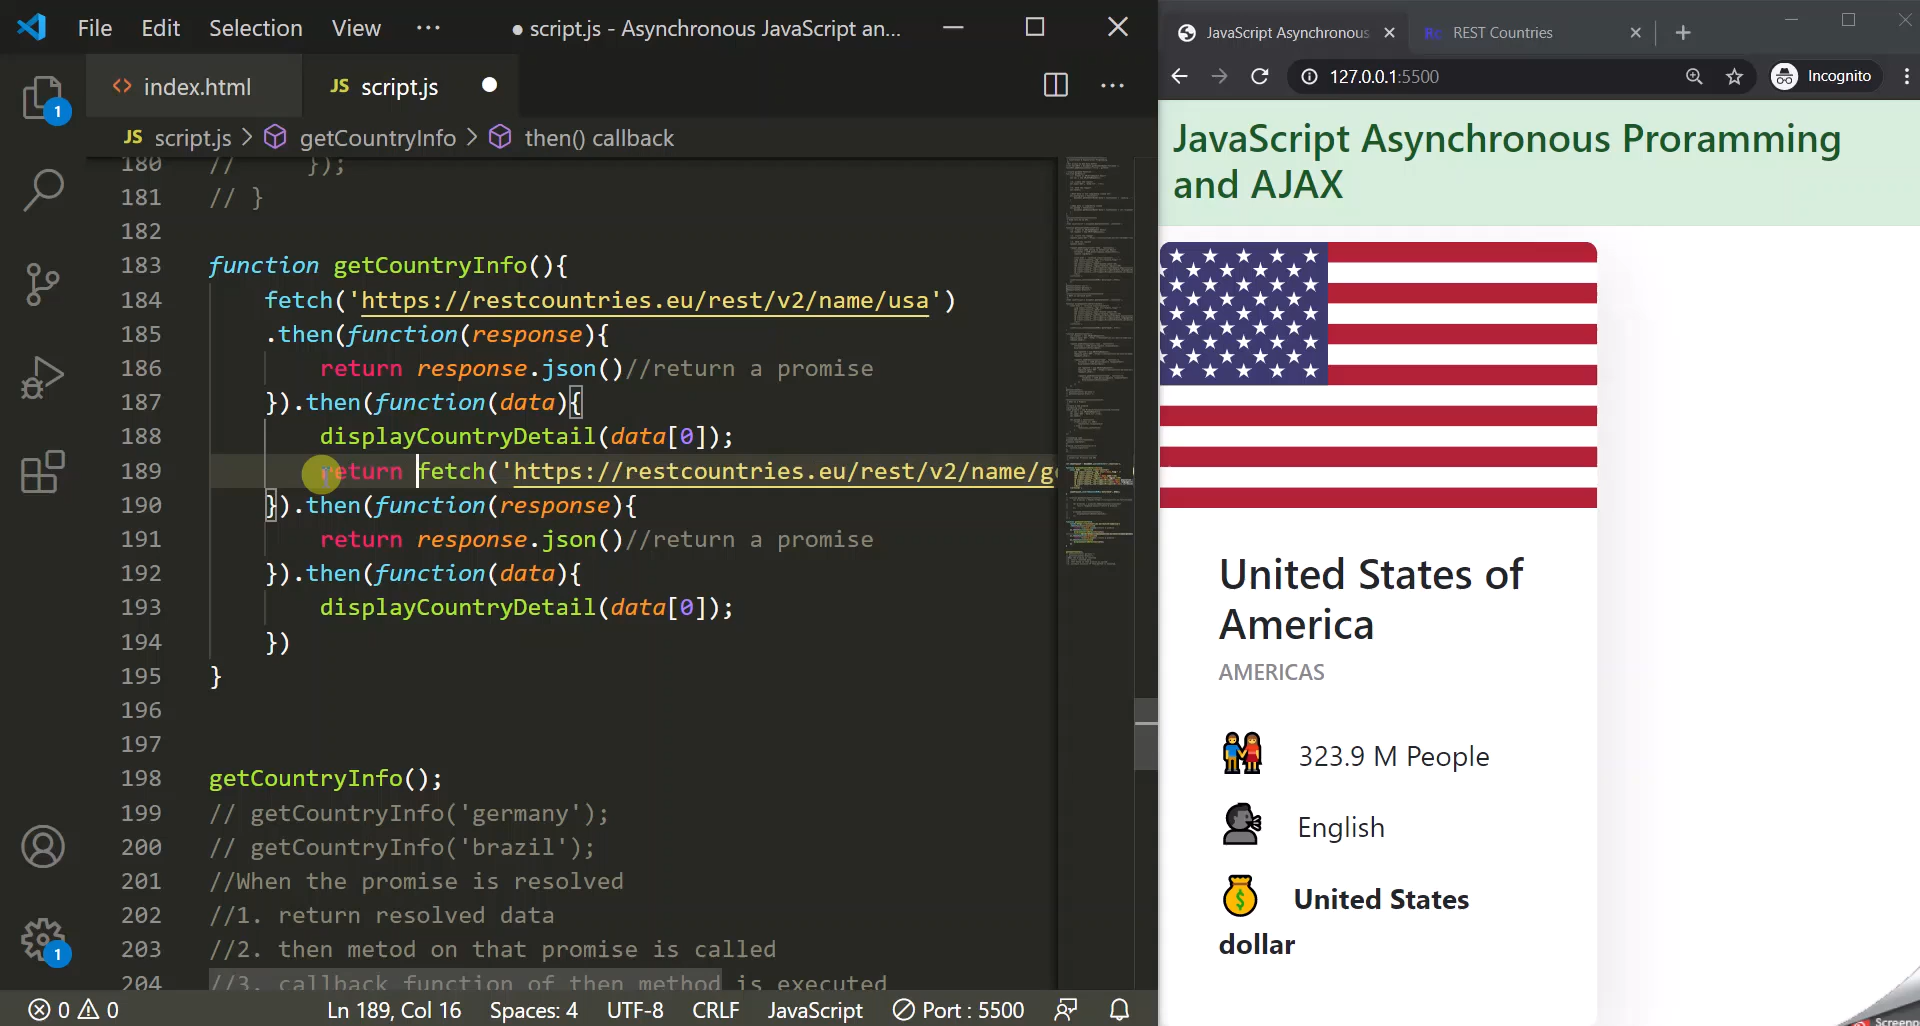 File Edit Selection View ··· ● script.js - Asynchronous JavaScript an...
index.html JS script.js
JS script.js > getCountryInfo > then() callback
180 // });
181 // }
182
183 function getCountryInfo(){
184 fetch('https://restcountries.eu/rest/v2/name/usa')
185 .then(function(response){
186 return response.json()//return a promise
187 }).then(function(data){
188 displayCountryDetail(data[0]);
189 return fetch('https://restcountries.eu/rest/v2/name/g
190 }).then(function(response){
191 return response.json()//return a promise
192 }).then(function(data){
193 displayCountryDetail(data[0]);
194 })
195 }
196
197
198 getCountryInfo();
199 // getCountryInfo('germany');
200 // getCountryInfo('brazil');
201 //When the promise is resolved
202 //1. return resolved data
203 //2. then metod on that promise is called
204 //3. callback function of then method is executed
1
1
0 0 Ln 189, Col 16 Spaces: 4 UTF-8 CRLF JavaScript Port : 5500
JavaScript Asynchronous Rc REST Countries
127.0.0.1:5500 Incognito
JavaScript Asynchronous Proramming
and AJAX
United States of
America
AMERICAS
323.9 M People
English
United States
dollar